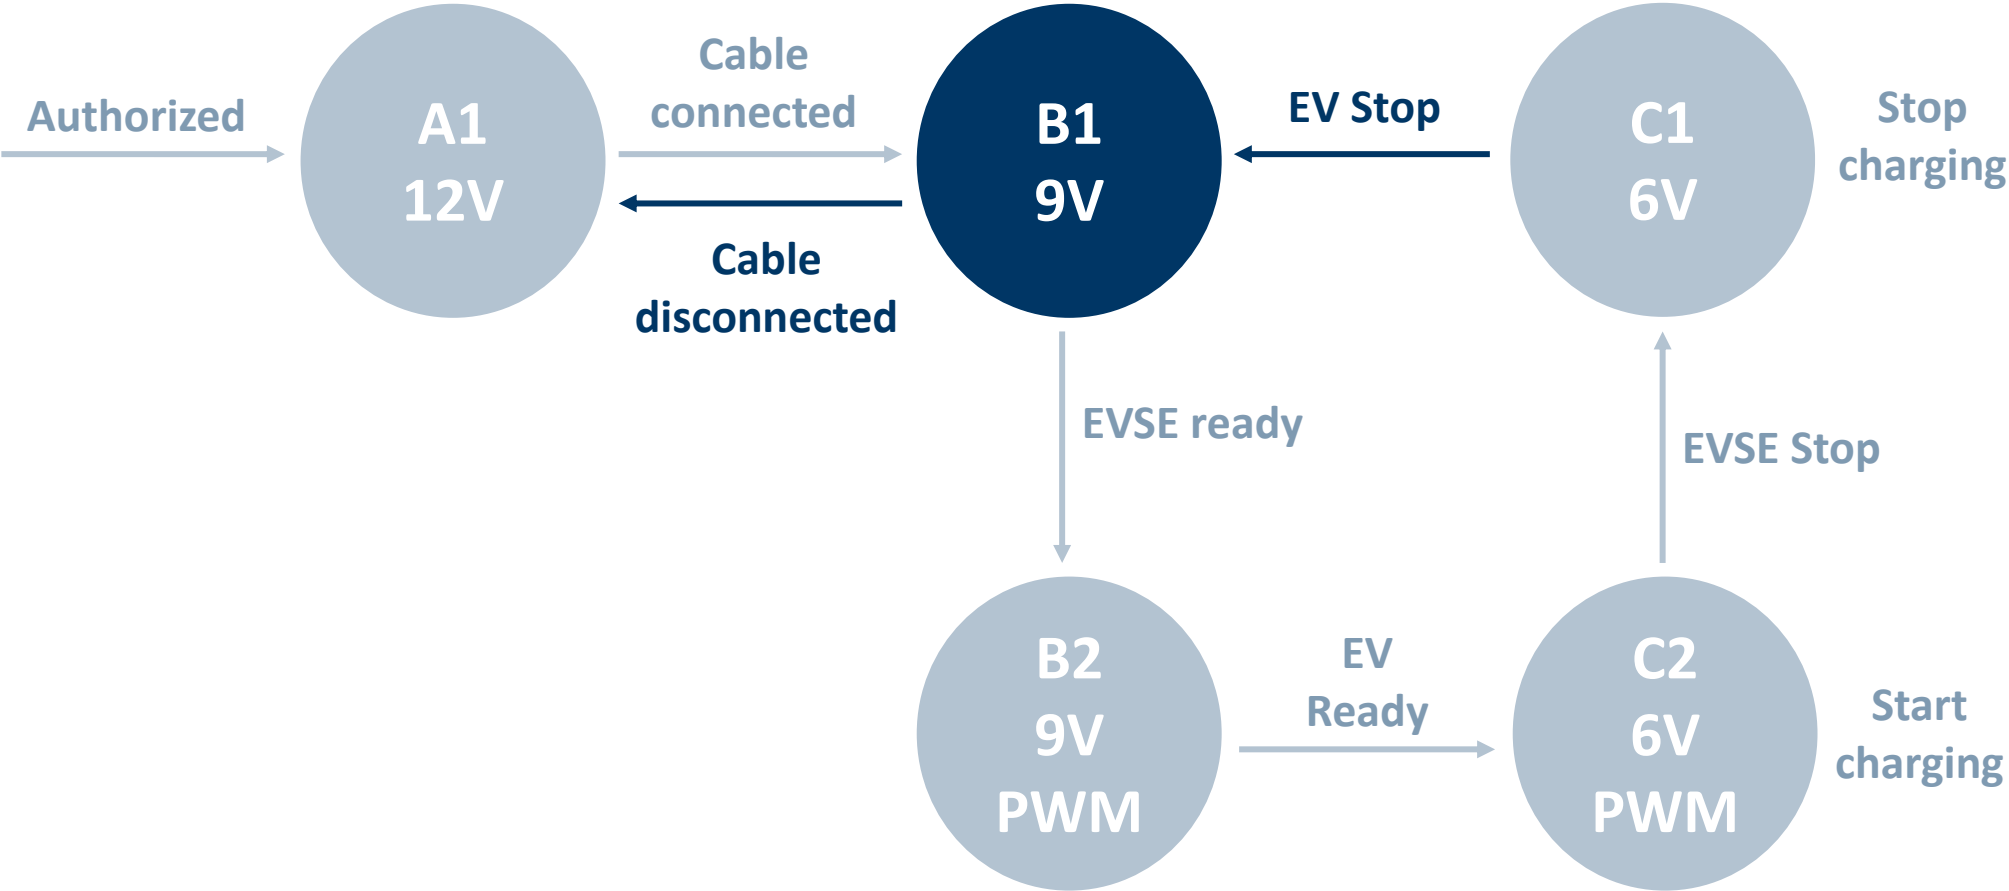 Authorized
A1
12V
Cable
connected
Cable
disconnected
B1
9V
EV Stop
C1
6V
Stop
charging
EVSE ready
EVSE Stop
B2
9V
PWM
EV
Ready
C2
6V
PWM
Start
charging